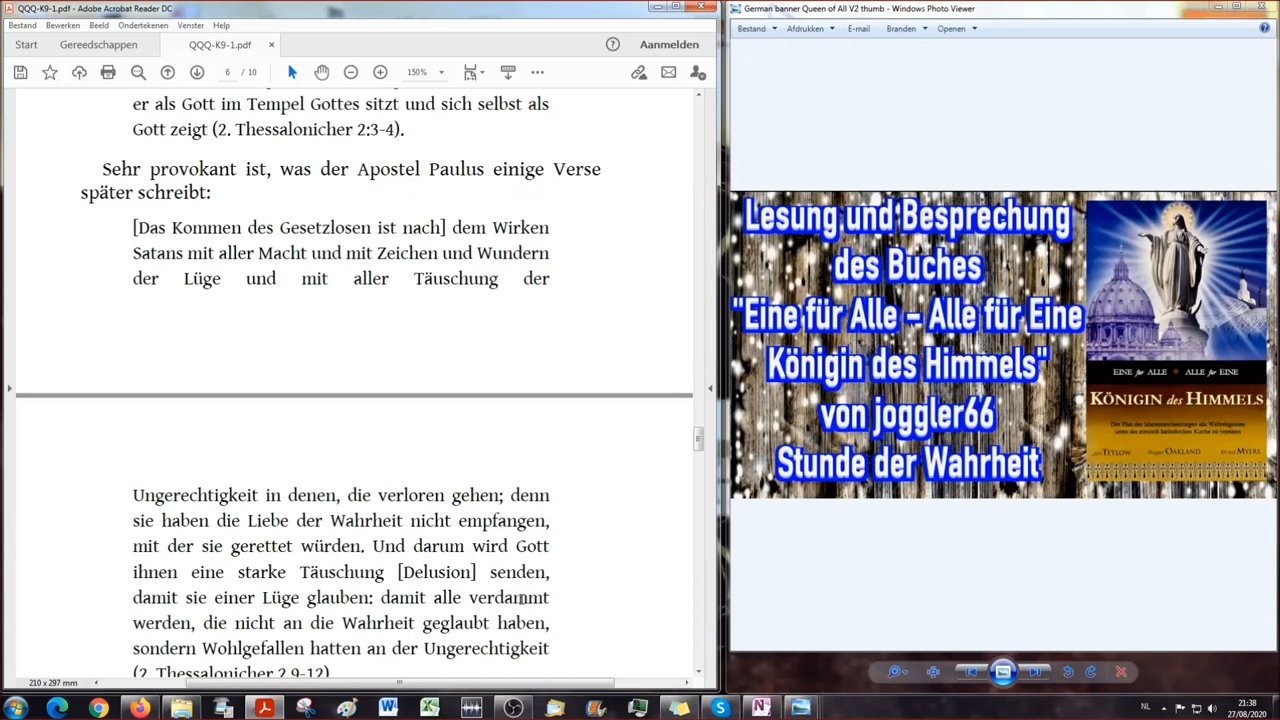 QQQ-K9-1.pdf - Adobe Acrobat Reader DC
Bestand Bewerken Beeld Ondertekenen Venster Help
Start Gereedschappen QQQ-K9-1.pdf × Aanmelden
6 / 10 150%
er als Gott im Tempel Gottes sitzt und sich selbst als
Gott zeigt (2. Thessalonicher 2:3-4).
Sehr provokant ist, was der Apostel Paulus einige Verse
später schreibt:
[Das Kommen des Gesetzlosen ist nach] dem Wirken
Satans mit aller Macht und mit Zeichen und Wundern
der Lüge und mit aller Täuschung der
Ungerechtigkeit in denen, die verloren gehen; denn
sie haben die Liebe der Wahrheit nicht empfangen,
mit der sie gerettet würden. Und darum wird Gott
ihnen eine starke Täuschung [Delusion] senden,
damit sie einer Lüge glauben: damit alle verdammt
werden, die nicht an die Wahrheit geglaubt haben,
sondern Wohlgefallen hatten an der Ungerechtigkeit
(2. Thessalonicher 2,9-12)
210 x 297 mm
German banner Queen of All V2 thumb - Windows Photo Viewer
Bestand Afdrukken E-mail Branden Openen
Lesung und Besprechung
des Buches
"Eine für Alle - Alle für Eine
Königin des Himmels"
von joggler66
Stunde der Wahrheit
EINE für ALLE * ALLE für EINE
KÖNIGIN des HIMMELS
TETLOW OAKLAND MYERS
21:38
27/08/2020